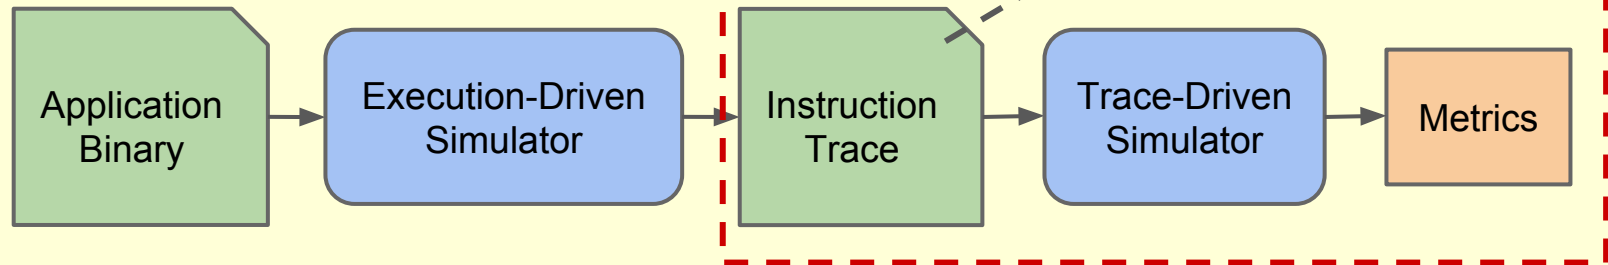 Application
Binary
Execution-Driven
Simulator
Instruction
Trace
Trace-Driven
Simulator
Metrics